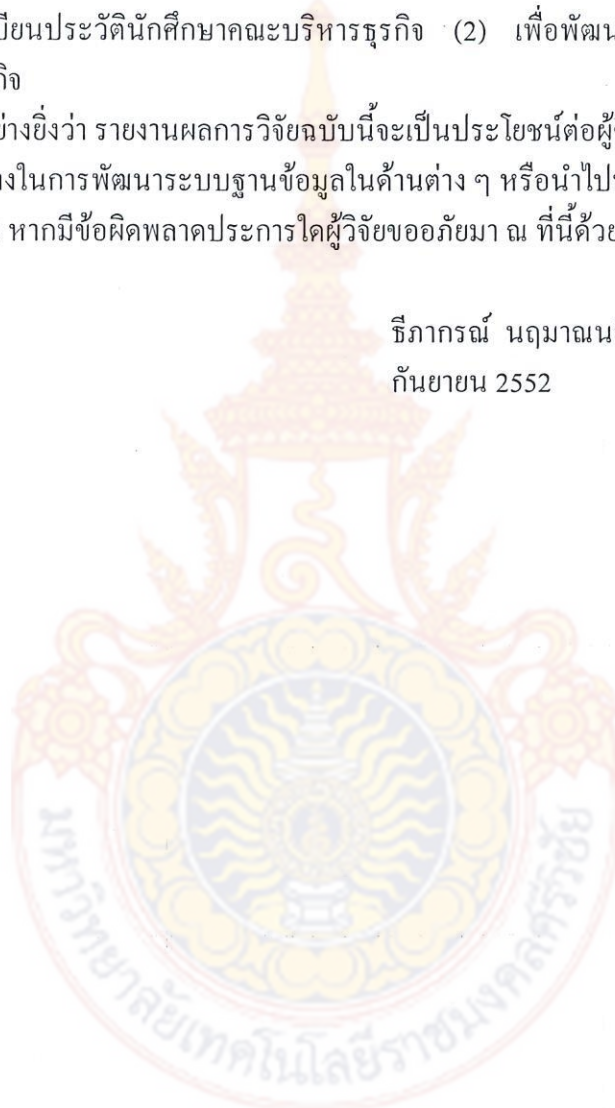 บียนประวัตินักศึกษาคณะบริหารธุรกิจ (2) เพื่อพัฒน
กิจ
างยิ่งว่า รายงานผลการวิจัยฉบับนี้จะเป็นประโยชน์ต่อผู้
างในการพัฒนาระบบฐานข้อมูลในด้านต่าง ๆ หรือนำไป
หากมีข้อผิดพลาดประการใดผู้วิจัยขออภัยมา ณ ที่นี้ด้วย
ธีภากรณ์ นฤมาณน
กันยายน 2552
มหาวิทยาลัยเทคโนโลยีราชมงคลศรีวิชัย